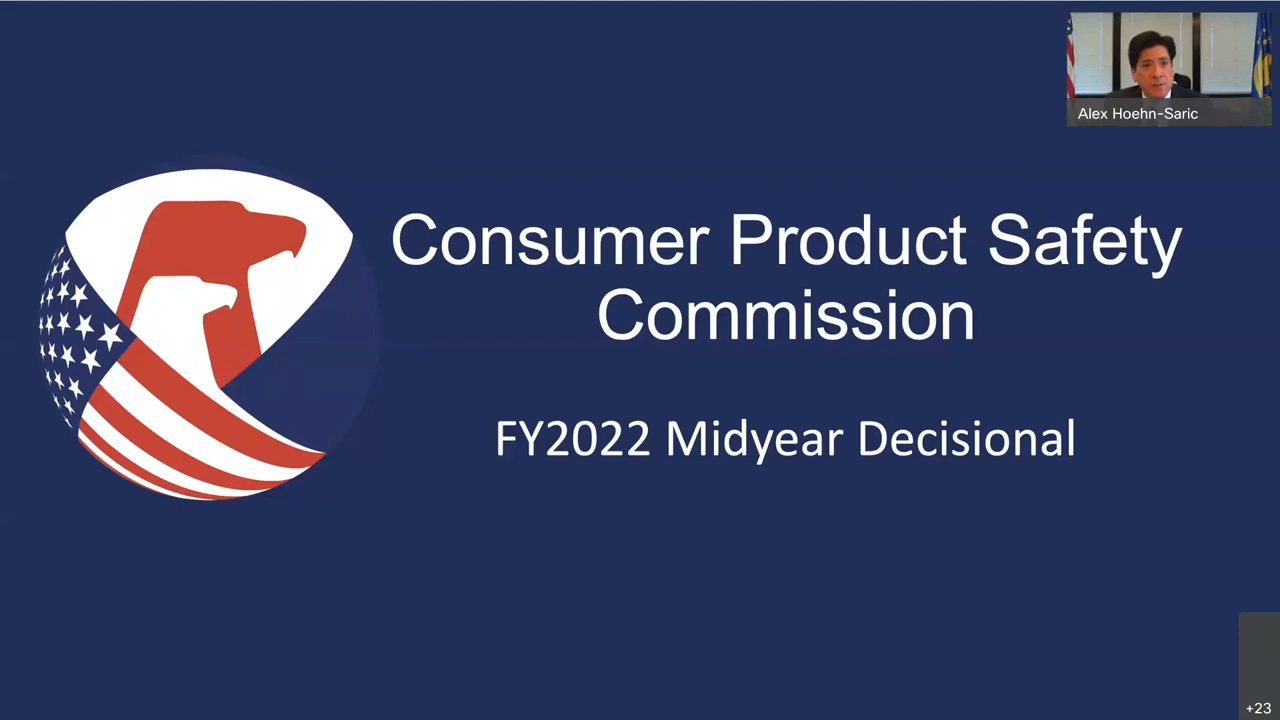 Alex Hoehn-Saric
Consumer Product Safety
Commission
FY2022 Midyear Decisional
+23